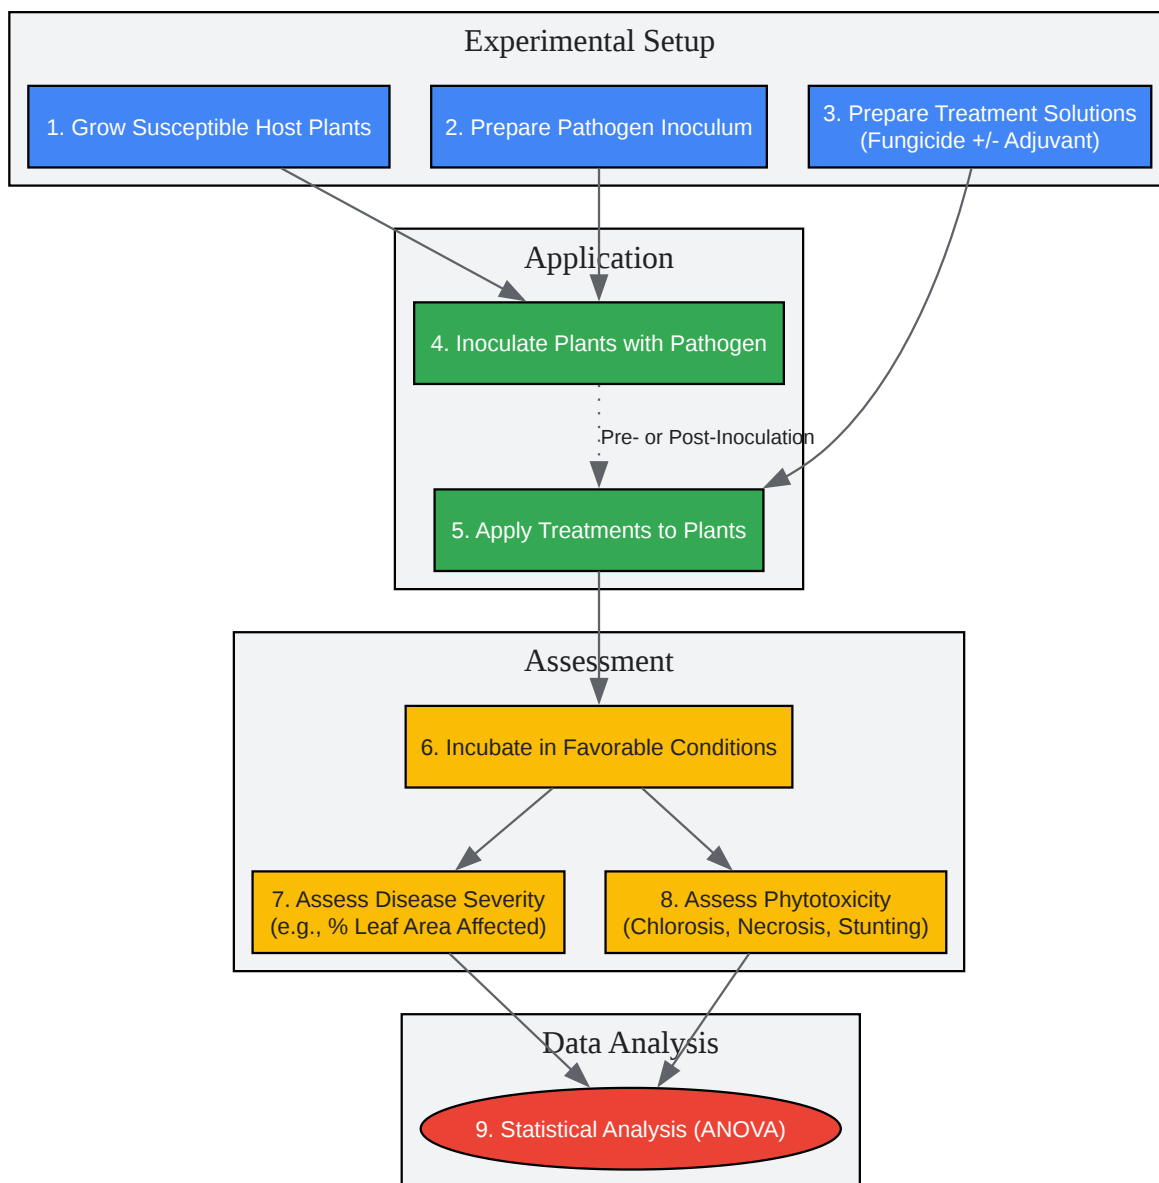 Experimental Setup
1. Grow Susceptible Host Plants
2. Prepare Pathogen Inoculum
3. Prepare Treatment Solutions
(Fungicide +/- Adjuvant)
Application
4. Inoculate Plants with Pathogen
Pre- or Post-Inoculation
5. Apply Treatments to Plants
Assessment
6. Incubate in Favorable Conditions
7. Assess Disease Severity
(e.g., % Leaf Area Affected)
8. Assess Phytotoxicity
(Chlorosis, Necrosis, Stunting)
Data Analysis
9. Statistical Analysis (ANOVA)